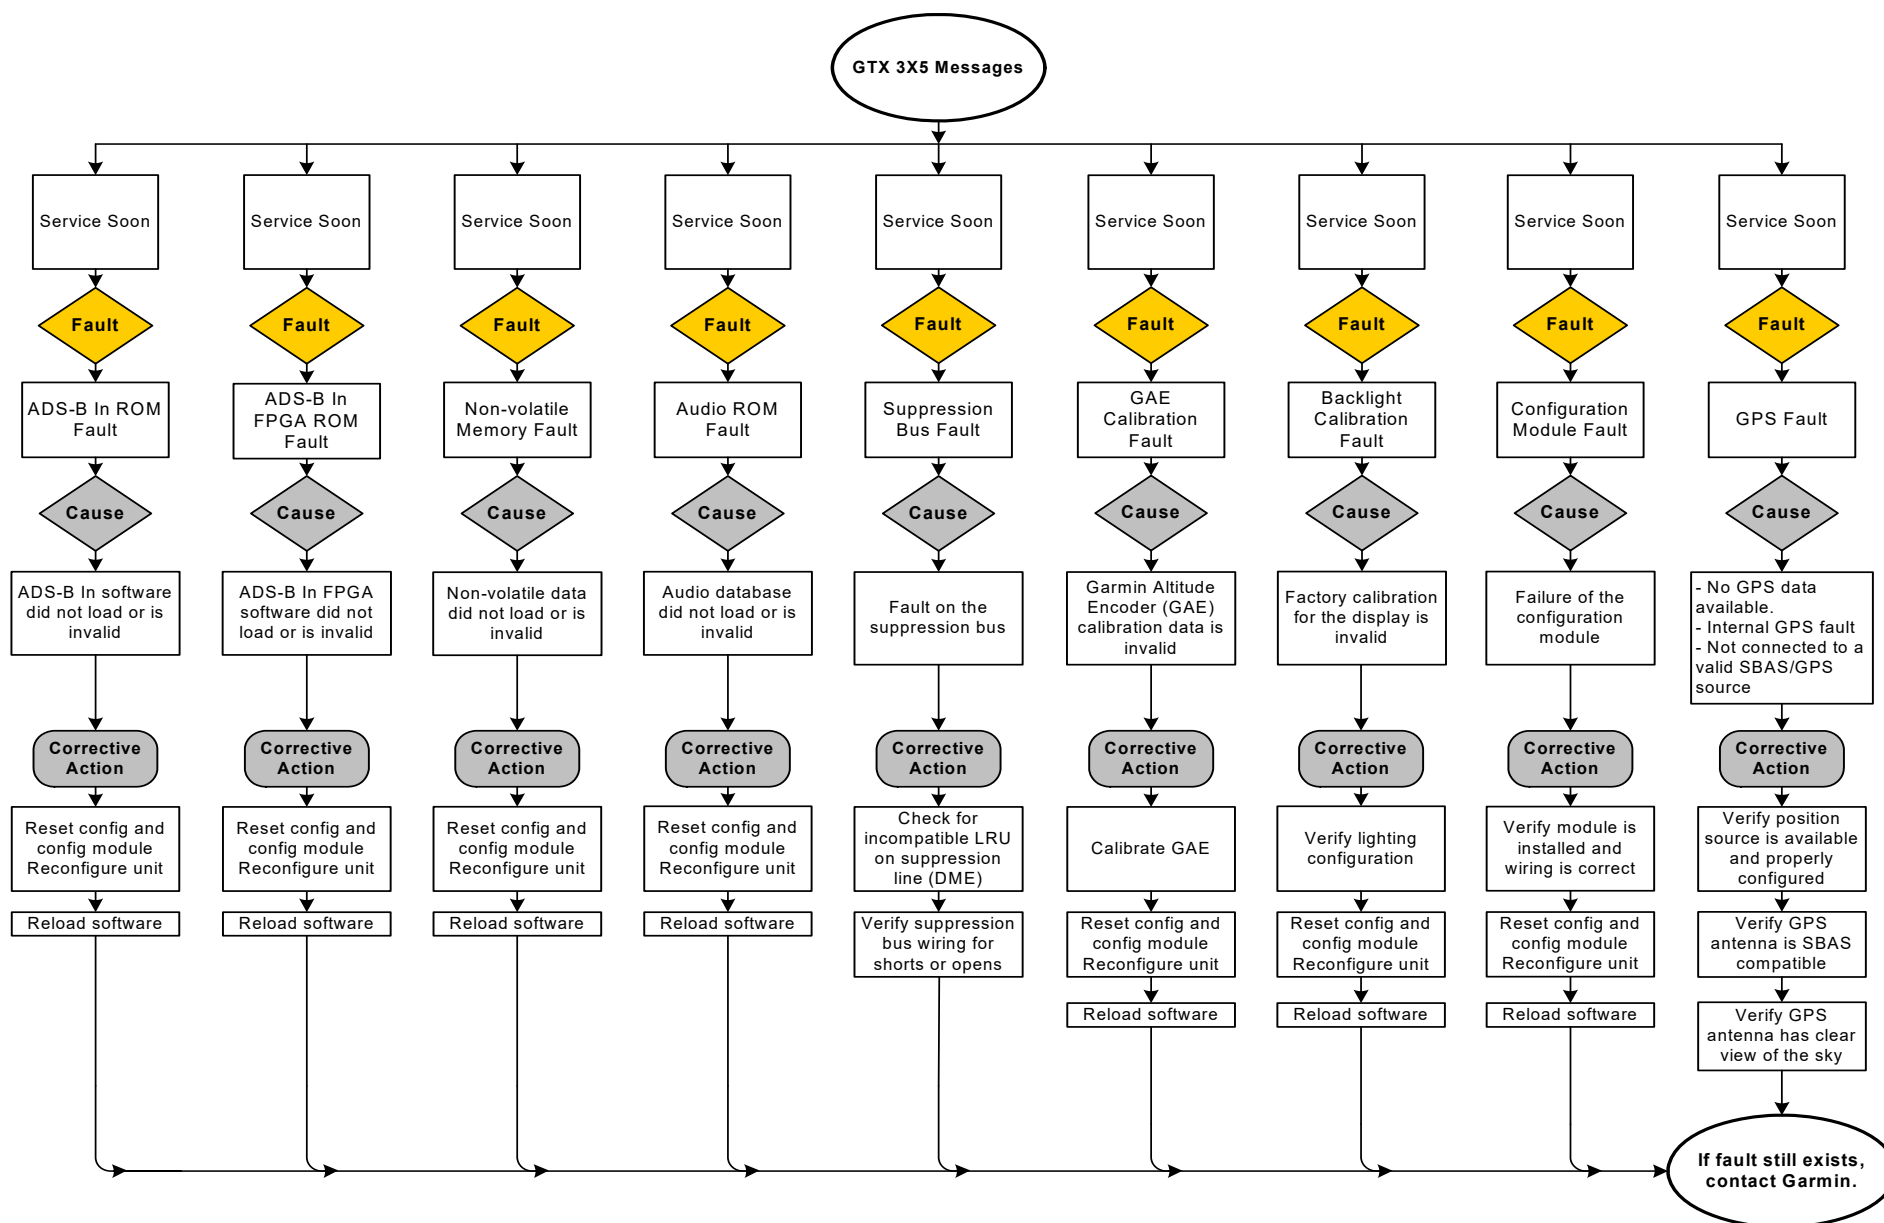 GTX 3X5 Messages
Service Soon
Service Soon
Service Soon
Service Soon
Service Soon
Service Soon
Service Soon
Service Soon
Service Soon
Fault
Fault
Fault
Fault
Fault
Fault
Fault
Fault
Fault
ADS-B In ROM
Fault
ADS-B In
FPGA ROM
Fault
Non-volatile
Memory Fault
Audio ROM
Fault
Suppression
Bus Fault
GAE
Calibration
Fault
Backlight
Calibration
Fault
Configuration
Module Fault
GPS Fault
Cause
Cause
Cause
Cause
Cause
Cause
Cause
Cause
Cause
ADS-B In software
did not load or is
invalid
ADS-B In FPGA
software did not
load or is invalid
Non-volatile data
did not load or is
invalid
Audio database
did not load or is
invalid
Fault on the
suppression bus
Garmin Altitude
Encoder (GAE)
calibration data is
invalid
Factory calibration
for the display is
invalid
Failure of the
configuration
module
- No GPS data
available.
- Internal GPS fault
- Not connected to a
valid SBAS/GPS
source
Corrective
Action
Corrective
Action
Corrective
Action
Corrective
Action
Corrective
Action
Corrective
Action
Corrective
Action
Corrective
Action
Corrective
Action
Reset config and
config module
Reconfigure unit
Reset config and
config module
Reconfigure unit
Reset config and
config module
Reconfigure unit
Reset config and
config module
Reconfigure unit
Check for
incompatible LRU
on suppression
line (DME)
Calibrate GAE
Verify lighting
configuration
Verify module is
installed and
wiring is correct
Verify position
source is available
and properly
configured
Reload software
Reload software
Reload software
Reload software
Verify suppression
bus wiring for
shorts or opens
Reset config and
config module
Reconfigure unit
Reset config and
config module
Reconfigure unit
Reset config and
config module
Reconfigure unit
Verify GPS
antenna is SBAS
compatible
Reload software
Reload software
Reload software
Verify GPS
antenna has clear
view of the sky
If fault still exists,
contact Garmin.